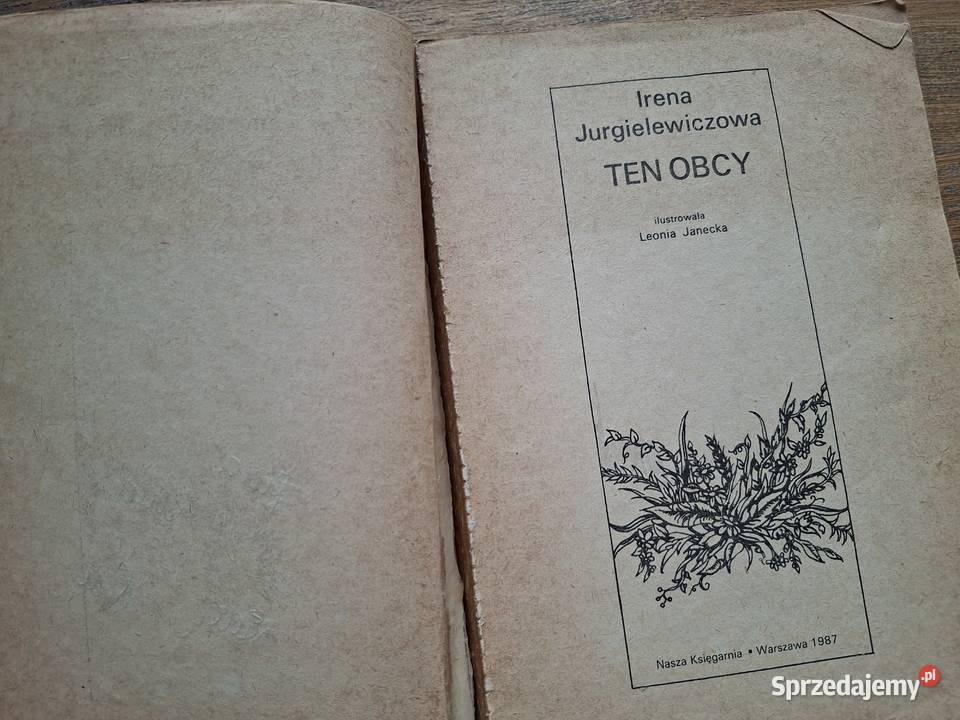 Irena
Jurgielewiczowa
TEN OBCY
ilustrowała
Leonia Janecka
Nasza Księgarnia • Warszawa 1987
Sprzedajemy.pl